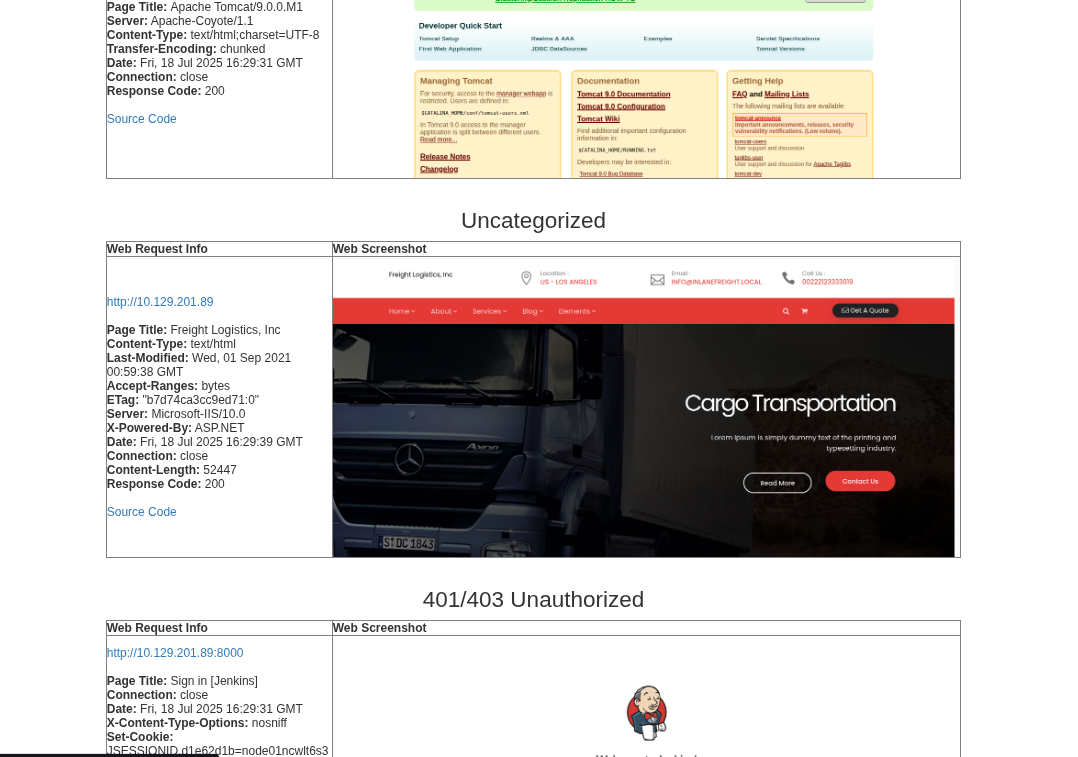 Page Title: Apache Tomcat/9.0.0.M1
Server: Apache-Coyote/1.1
Content-Type: text/html;charset=UTF-8
Transfer-Encoding: chunked
Date: Fri, 18 Jul 2025 16:29:31 GMT
Connection: close
Response Code: 200
Source Code
Developer Quick Start
Tomcat Setup
First Web Application
Realms & AAA
JDBC DataSources
Examples
Servlet Specifications
Tomcat Versions
Managing Tomcat
For security, access to the manager webapp is
restricted. Users are defined in:
$CATALINA_HOME/conf/tomcat-users.xml
In Tomcat 9.0 access to the manager
application is split between different users.
Read more...
Release Notes
Changelog
Documentation
Tomcat 9.0 Documentation
Tomcat 9.0 Configuration
Tomcat Wiki
Find additional important configuration
information in:
$CATALINA_HOME/RUNNING.txt
Developers may be interested in:
Tomcat 9.0 Bug Database
Getting Help
FAQ and Mailing Lists
The following mailing lists are available:
tomcat-announce
Important announcements, releases, security
vulnerability notifications. (Low volume).
tomcat-users
User support and discussion
taglibs-user
User support and discussion for Apache Taglibs
tomcat-dev
Uncategorized
Web Request Info
Web Screenshot
http://10.129.201.89
Page Title: Freight Logistics, Inc
Content-Type: text/html
Last-Modified: Wed, 01 Sep 2021
00:59:38 GMT
Accept-Ranges: bytes
ETag: "b7d74ca3cc9ed71:0"
Server: Microsoft-IIS/10.0
X-Powered-By: ASP.NET
Date: Fri, 18 Jul 2025 16:29:39 GMT
Connection: close
Content-Length: 52447
Response Code: 200
Source Code
Freight Logistics, Inc
Location :
US - LOS ANGELES
Email :
INFO@INLANEFREIGHT.LOCAL
Call Us :
00222123333019
Home
About
Services
Blog
Elements
Get A Quote
Axor
S DC 1843
Cargo Transportation
Lorem Ipsum is simply dummy text of the printing and
typesetting industry.
Read More
Contact Us
401/403 Unauthorized
Web Request Info
Web Screenshot
http://10.129.201.89:8000
Page Title: Sign in [Jenkins]
Connection: close
Date: Fri, 18 Jul 2025 16:29:31 GMT
X-Content-Type-Options: nosniff
Set-Cookie:
JSESSIONID.d1e62d1b=node01ncwlt6s3